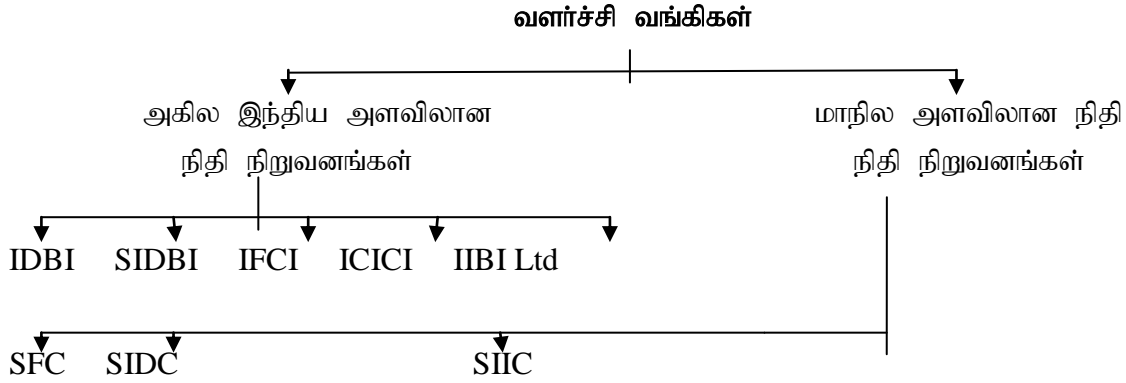 வளர்ச்சி வங்கிகள்
அகில இந்திய அளவிலான மாநில அளவிலான நிதி
நிதி நிறுவனங்கள் நிதி நிறுவனங்கள்
IDBI SIDBI IFCI ICICI IIBI Ltd
SFC SIDC SIIC